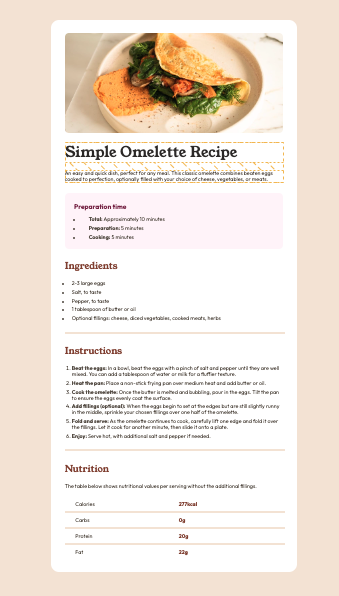 Simple Omelette Recipe
An easy and quick dish, perfect for any meal. This classic omelette combines beaten eggs
cooked to perfection, optionally filled with your choice of cheese, vegetables, or meats.
Preparation time
Total: Approximately 10 minutes
Preparation: 5 minutes
Cooking: 5 minutes
Ingredients
2-3 large eggs
Salt, to taste
Pepper, to taste
1 tablespoon of butter or oil
Optional fillings: cheese, diced vegetables, cooked meats, herbs
Instructions
1. Beat the eggs: In a bowl, beat the eggs with a pinch of salt and pepper until they are well
mixed. You can add a tablespoon of water or milk for a fluffier texture.
2. Heat the pan: Place a non-stick frying pan over medium heat and add butter or oil.
3. Cook the omelette: Once the butter is melted and bubbling, pour in the eggs. Tilt the pan
to ensure the eggs evenly coat the surface.
4. Add fillings (optional): When the eggs begin to set at the edges but are still slightly runny
in the middle, sprinkle your chosen fillings over one half of the omelette.
5. Fold and serve: As the omelette continues to cook, carefully lift one edge and fold it over
the fillings. Let it cook for another minute, then slide it onto a plate.
6. Enjoy: Serve hot, with additional salt and pepper if needed.
Nutrition
The table below shows nutritional values per serving without the additional fillings.
Calories 277kcal
Carbs 0g
Protein 20g
Fat 22g